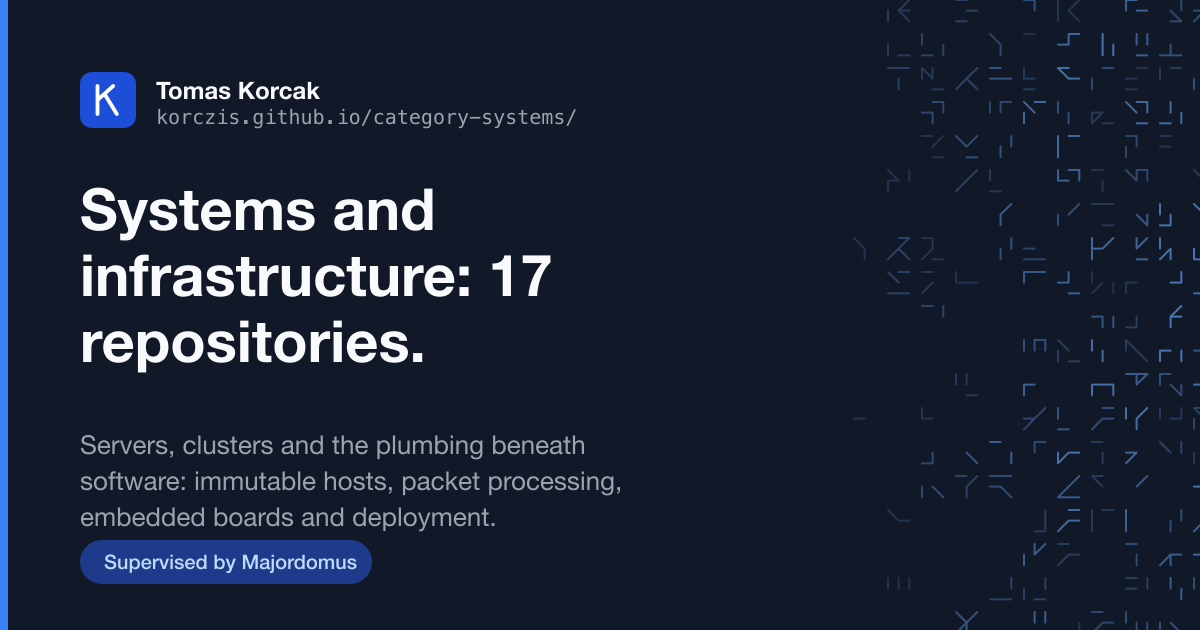 Tomas Korcak
korczis.github.io/category-systems/
Systems and
infrastructure: 17
repositories.
Servers, clusters and the plumbing beneath
software: immutable hosts, packet processing,
embedded boards and deployment.
Supervised by Majordomus